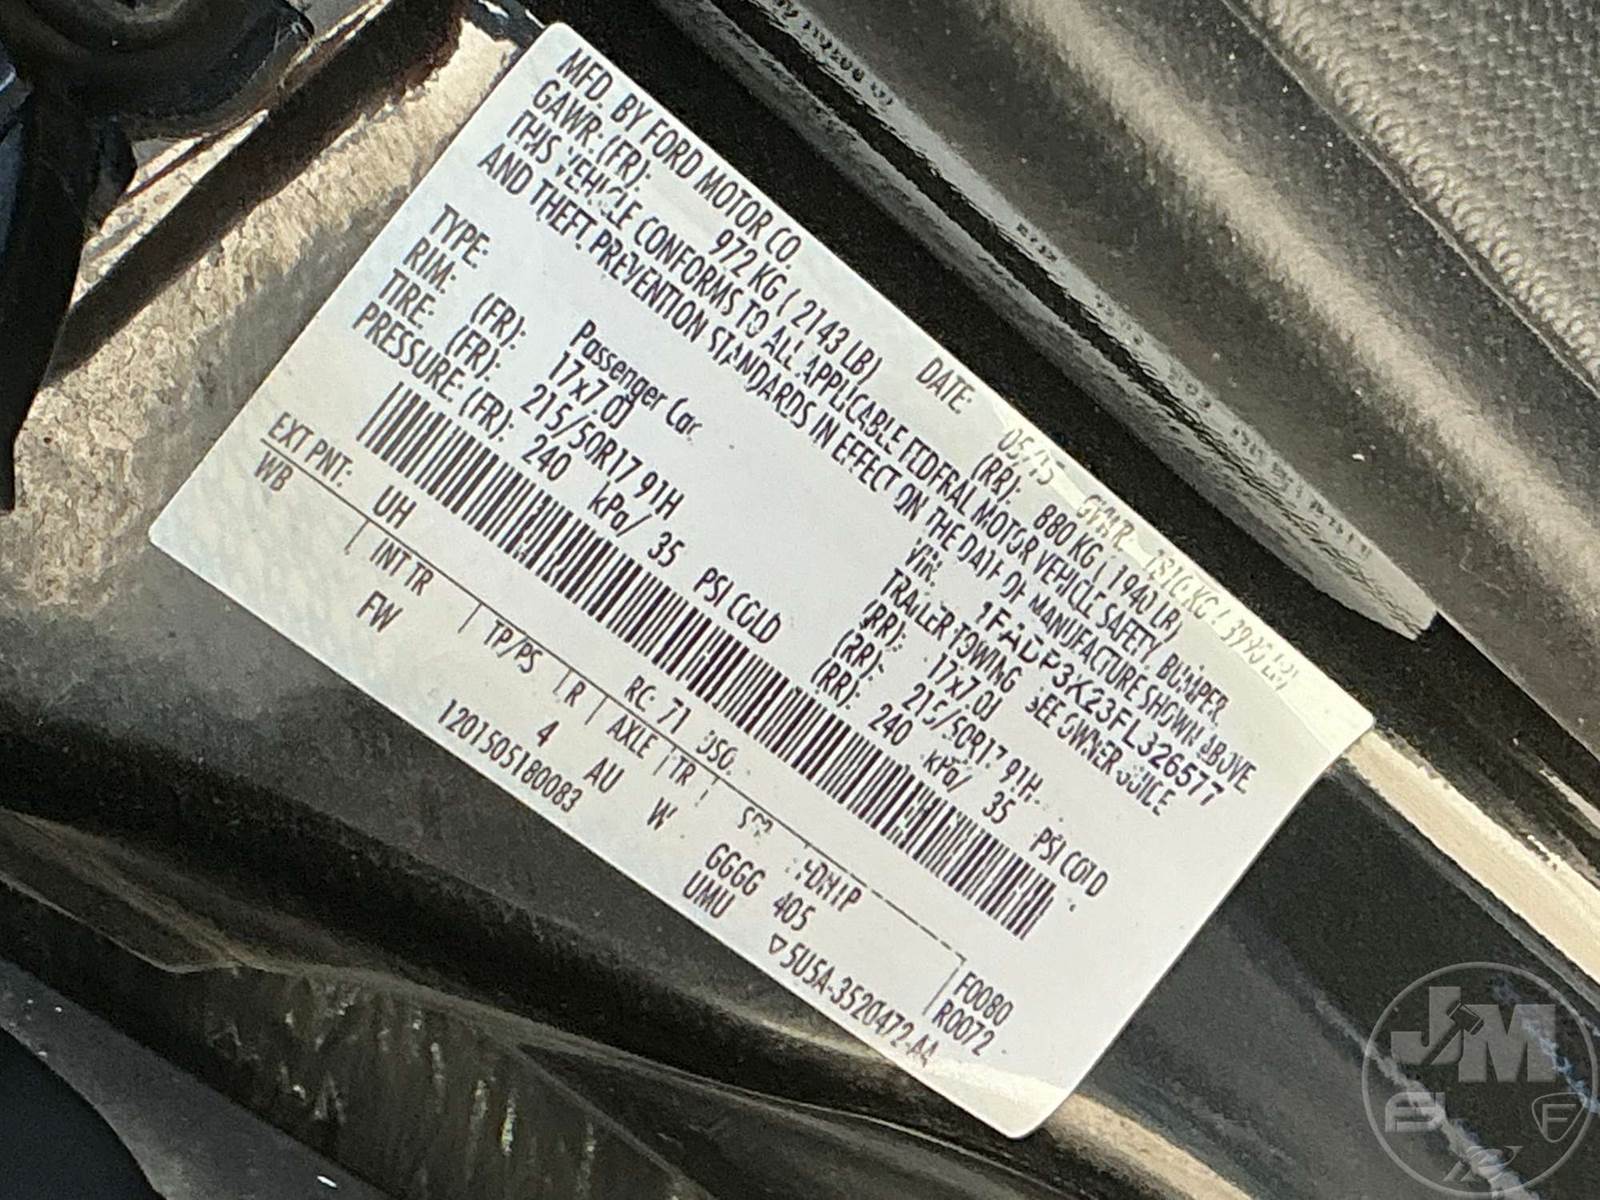 MFD. BY FORD MOTOR CO.
DATE: 05/15 GVWR:
GAWR: (FR): 972 KG ( 2143 LB) (RR): 880 KG ( 1940 LB)
THIS VEHICLE CONFORMS TO ALL APPLICABLE FEDERAL MOTOR VEHICLE SAFETY, BUMPER,
AND THEFT PREVENTION STANDARDS IN EFFECT ON THE DATE OF MANUFACTURE SHOWN ABOVE
VIN: 1FADP3K23FL326577
TYPE: Passenger Car TRAILER TOWING - SEE OWNER GUIDE
RIM: (FR): 17x7.0J (RR): 17x7.0J
TIRE: (FR): 215/50R17 91H (RR): 215/50R17 91H
PRESSURE: (FR): 240 kPa/ 35 PSI COLD (RR): 240 kPa/ 35 PSI COLD
EXT PNT: UH RC: 71 DSO: F0080
WB INT TR TP/PS R AXLE TR R0072
FW 4 AU W GGGG 405
1201505180083 UMU ▽5U5A-3520472-AA
JM